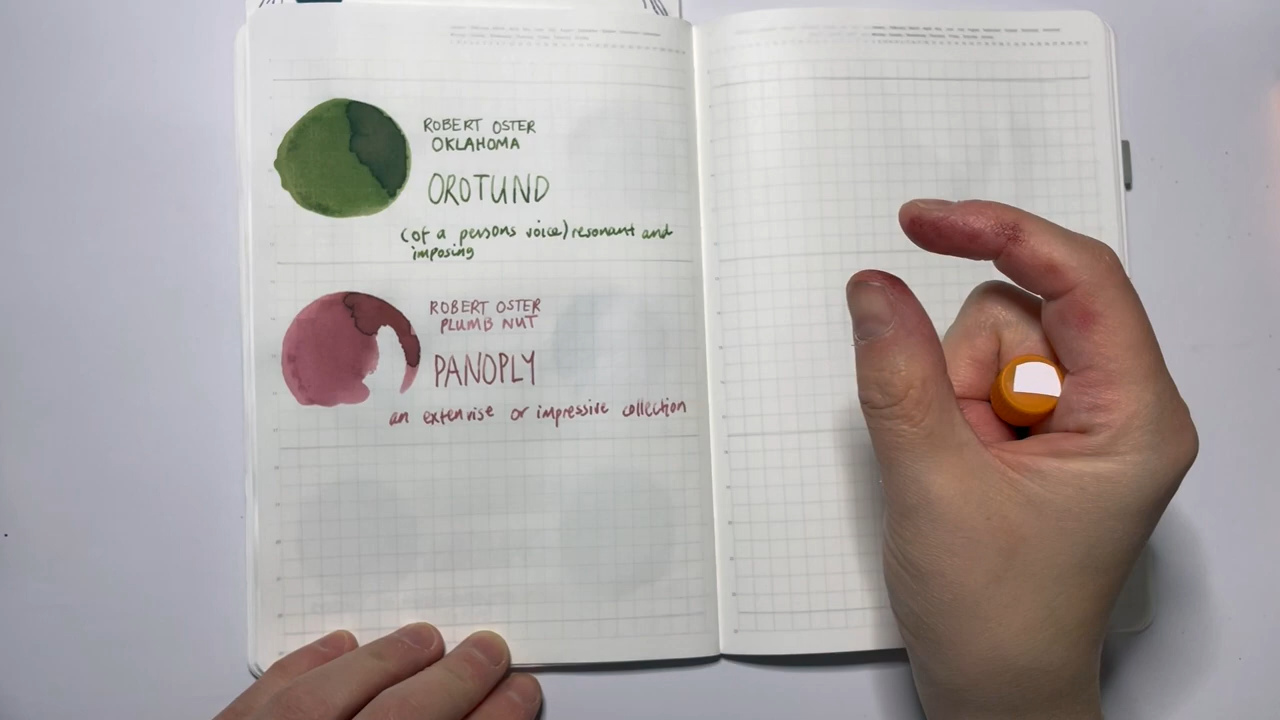 ROBERT OSTER
OKLAHOMA
OROTUND
(of a persons voice) resonant and
imposing
ROBERT OSTER
PLUMB NUT
PANOPLY
an extensise or impressive collection